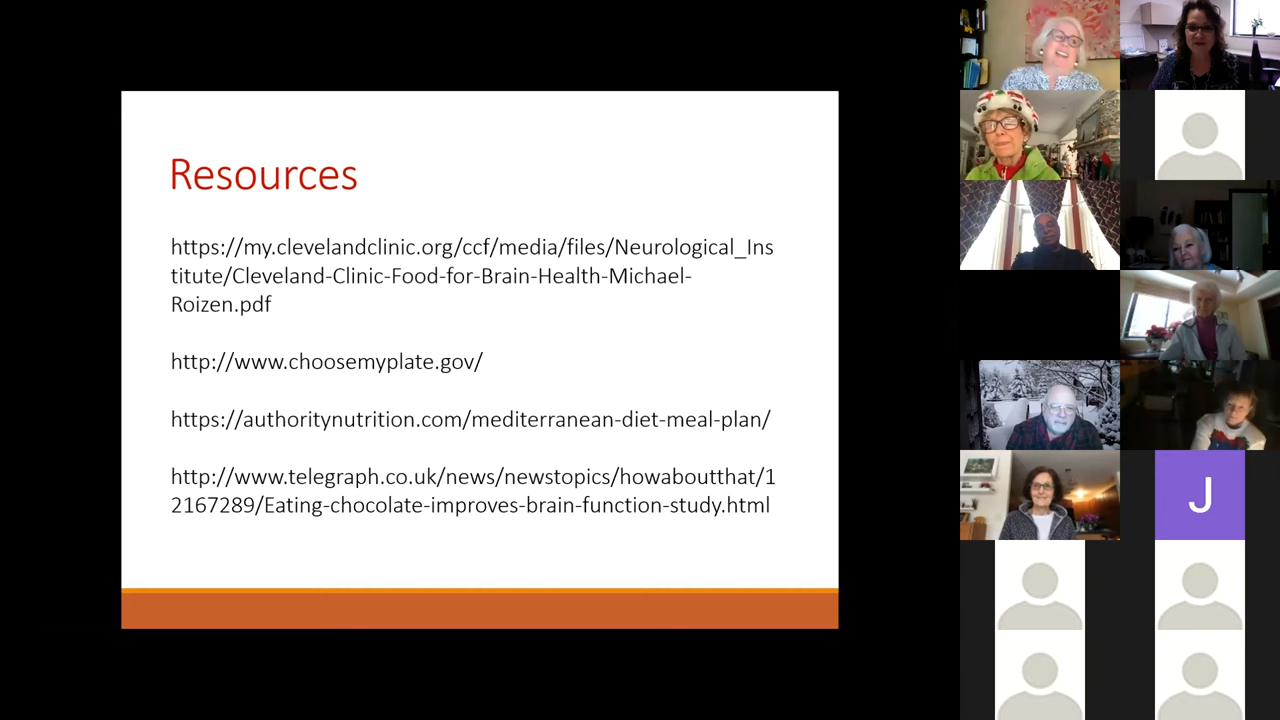 Resources
https://my.clevelandclinic.org/ccf/media/files/Neurological_Ins
titute/Cleveland-Clinic-Food-for-Brain-Health-Michael-
Roizen.pdf
http://www.choosemyplate.gov/
https://authoritynutrition.com/mediterranean-diet-meal-plan/
http://www.telegraph.co.uk/news/newstopics/howaboutthat/1
2167289/Eating-chocolate-improves-brain-function-study.html
J